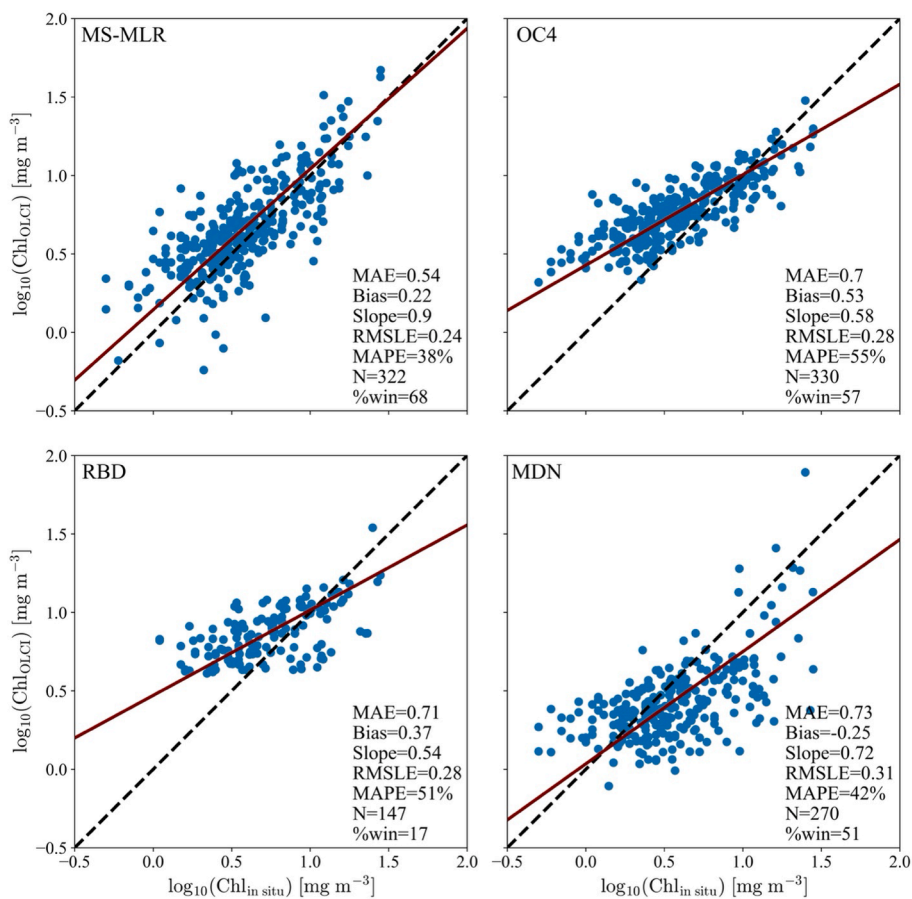 MS-MLR
2.0
1.5
1.0
0.5
0.0
−0.5
log10(ChlOLCI) [mg m−3]
MAE=0.54
Bias=0.22
Slope=0.9
RMSLE=0.24
MAPE=38%
N=322
%win=68
OC4
MAE=0.7
Bias=0.53
Slope=0.58
RMSLE=0.28
MAPE=55%
N=330
%win=57
RBD
2.0
1.5
1.0
0.5
0.0
−0.5
log10(ChlOLCI) [mg m−3]
MAE=0.71
Bias=0.37
Slope=0.54
RMSLE=0.28
MAPE=51%
N=147
%win=17
−0.5 0.0 0.5 1.0 1.5 2.0
log10(Chlin situ) [mg m−3]
MDN
MAE=0.73
Bias=-0.25
Slope=0.72
RMSLE=0.31
MAPE=42%
N=270
%win=51
−0.5 0.0 0.5 1.0 1.5 2.0
log10(Chlin situ) [mg m−3]